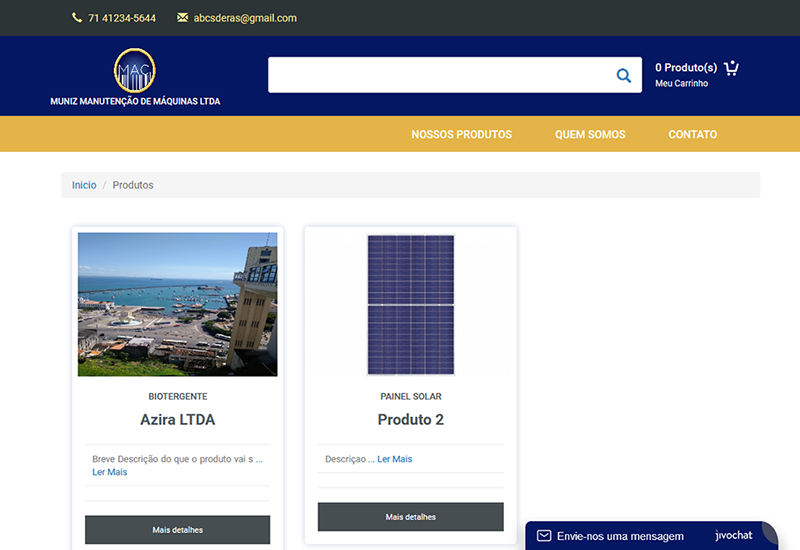 71 41234-5644 abcsderas@gmail.com
MAC
MUNIZ MANUTENÇÃO DE MÁQUINAS LTDA
0 Produto(s)
Meu Carrinho
NOSSOS PRODUTOS QUEM SOMOS CONTATO
Inicio / Produtos
BIOTERGENTE
Azira LTDA
Breve Descrição do que o produto vai s ...
Ler Mais
Mais detalhes
PAINEL SOLAR
Produto 2
Descriçao ... Ler Mais
Mais detalhes
Envie-nos uma mensagem jivochat